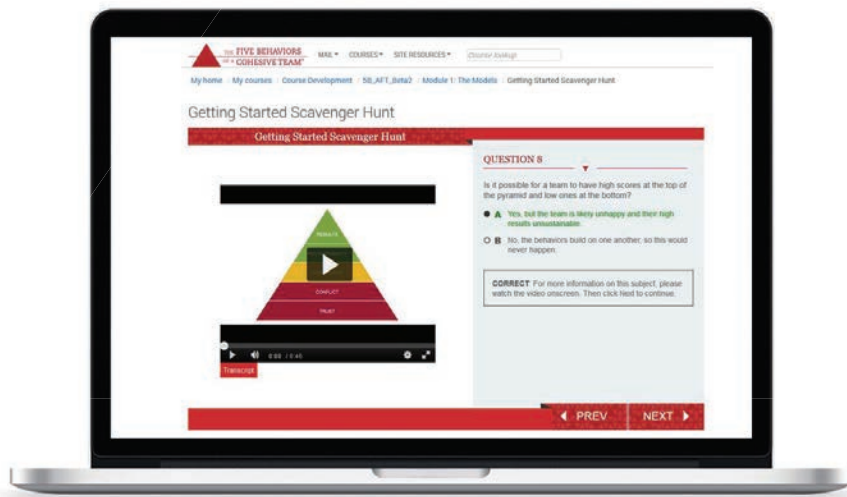 THE FIVE BEHAVIORS
OF A COHESIVE TEAM
MAIL COURSES SITE RESOURCES Course lookup
My home My courses Course Development 5B_AFT_Beta2 Module 1: The Models Getting Started Scavenger Hunt
Getting Started Scavenger Hunt
Getting Started Scavenger Hunt
RESULTS
CONFLICT
TRUST
0:00 / 0:40
Transcript
QUESTION 8
Is it possible for a team to have high scores at the top of
the pyramid and low ones at the bottom?
A Yes, but the team is likely unhappy and their high
results unsustainable.
B No, the behaviors build on one another, so this would
never happen.
CORRECT For more information on this subject, please
watch the video onscreen. Then click Next to continue.
PREV NEXT